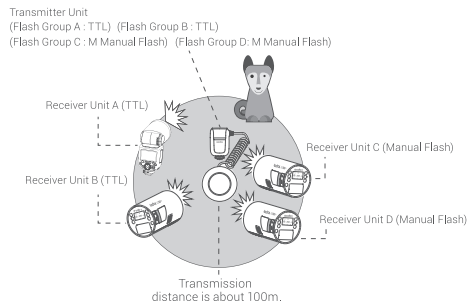 Transmitter Unit
(Flash Group A : TTL) (Flash Group B : TTL)
(Flash Group C : M Manual Flash) (Flash Group D: M Manual Flash)
Receiver Unit A (TTL)
Receiver Unit C (Manual Flash)
Receiver Unit B (TTL)
Receiver Unit D (Manual Flash)
Transmission
distance is about 100m.